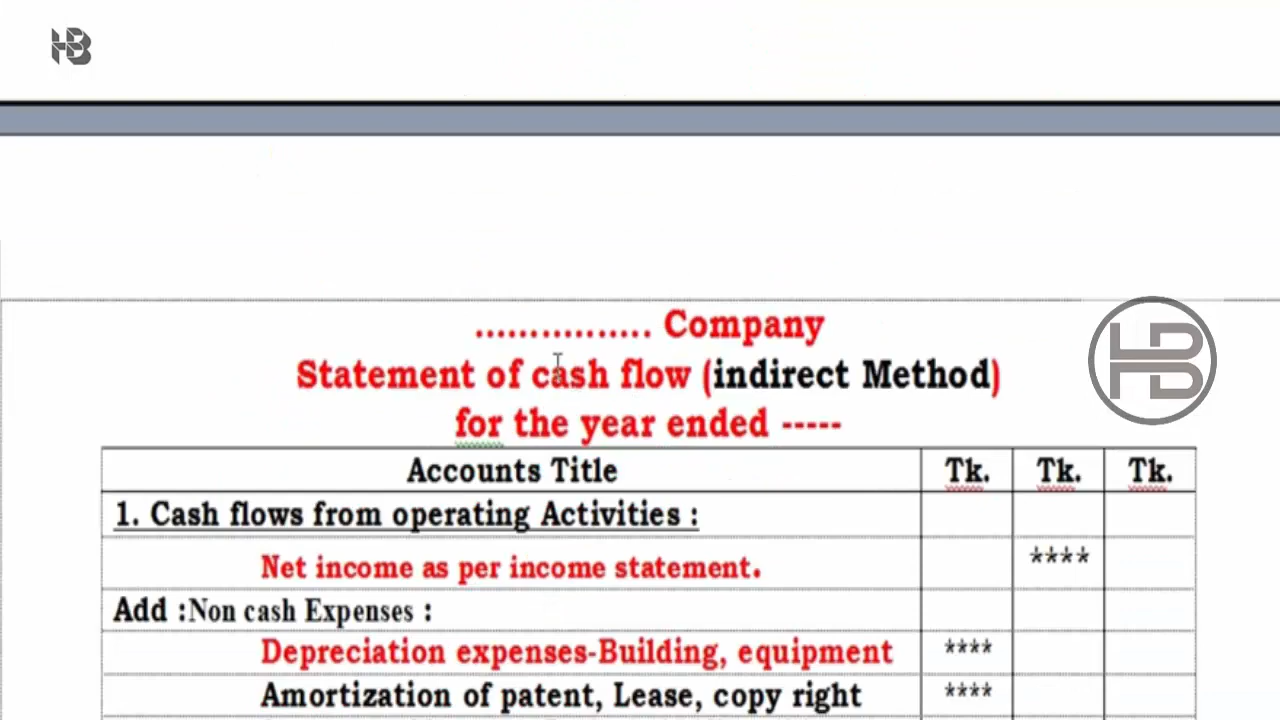 HB
............... Company
HB
Statement of cash flow (indirect Method)
for the year ended -----
Accounts Title Tk. Tk. Tk.
1. Cash flows from operating Activities :
Net income as per income statement. ****
Add :Non cash Expenses :
Depreciation expenses-Building, equipment ****
Amortization of patent, Lease, copy right ****